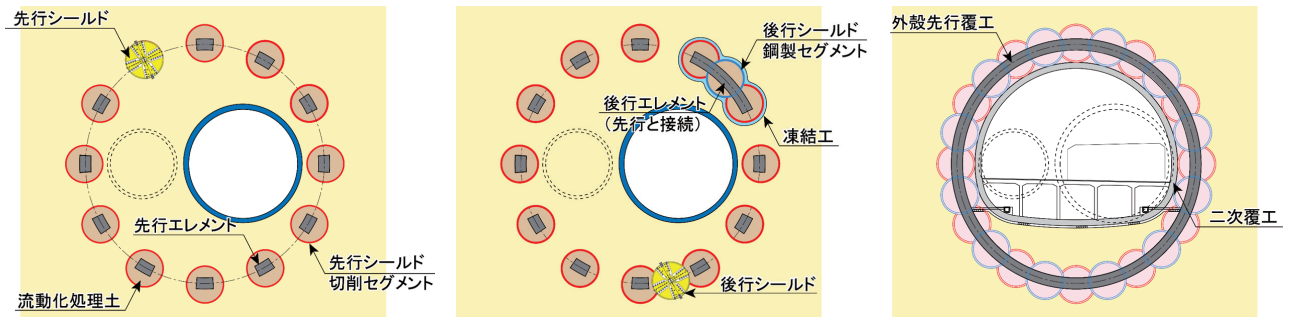 先行シールド
先行エレメント
先行シールド
切削セグメント
流動化処理土
後行シールド
鋼製セグメント
後行エレメント
（先行と接続）
凍結工
後行シールド
外殻先行覆工
二次覆工